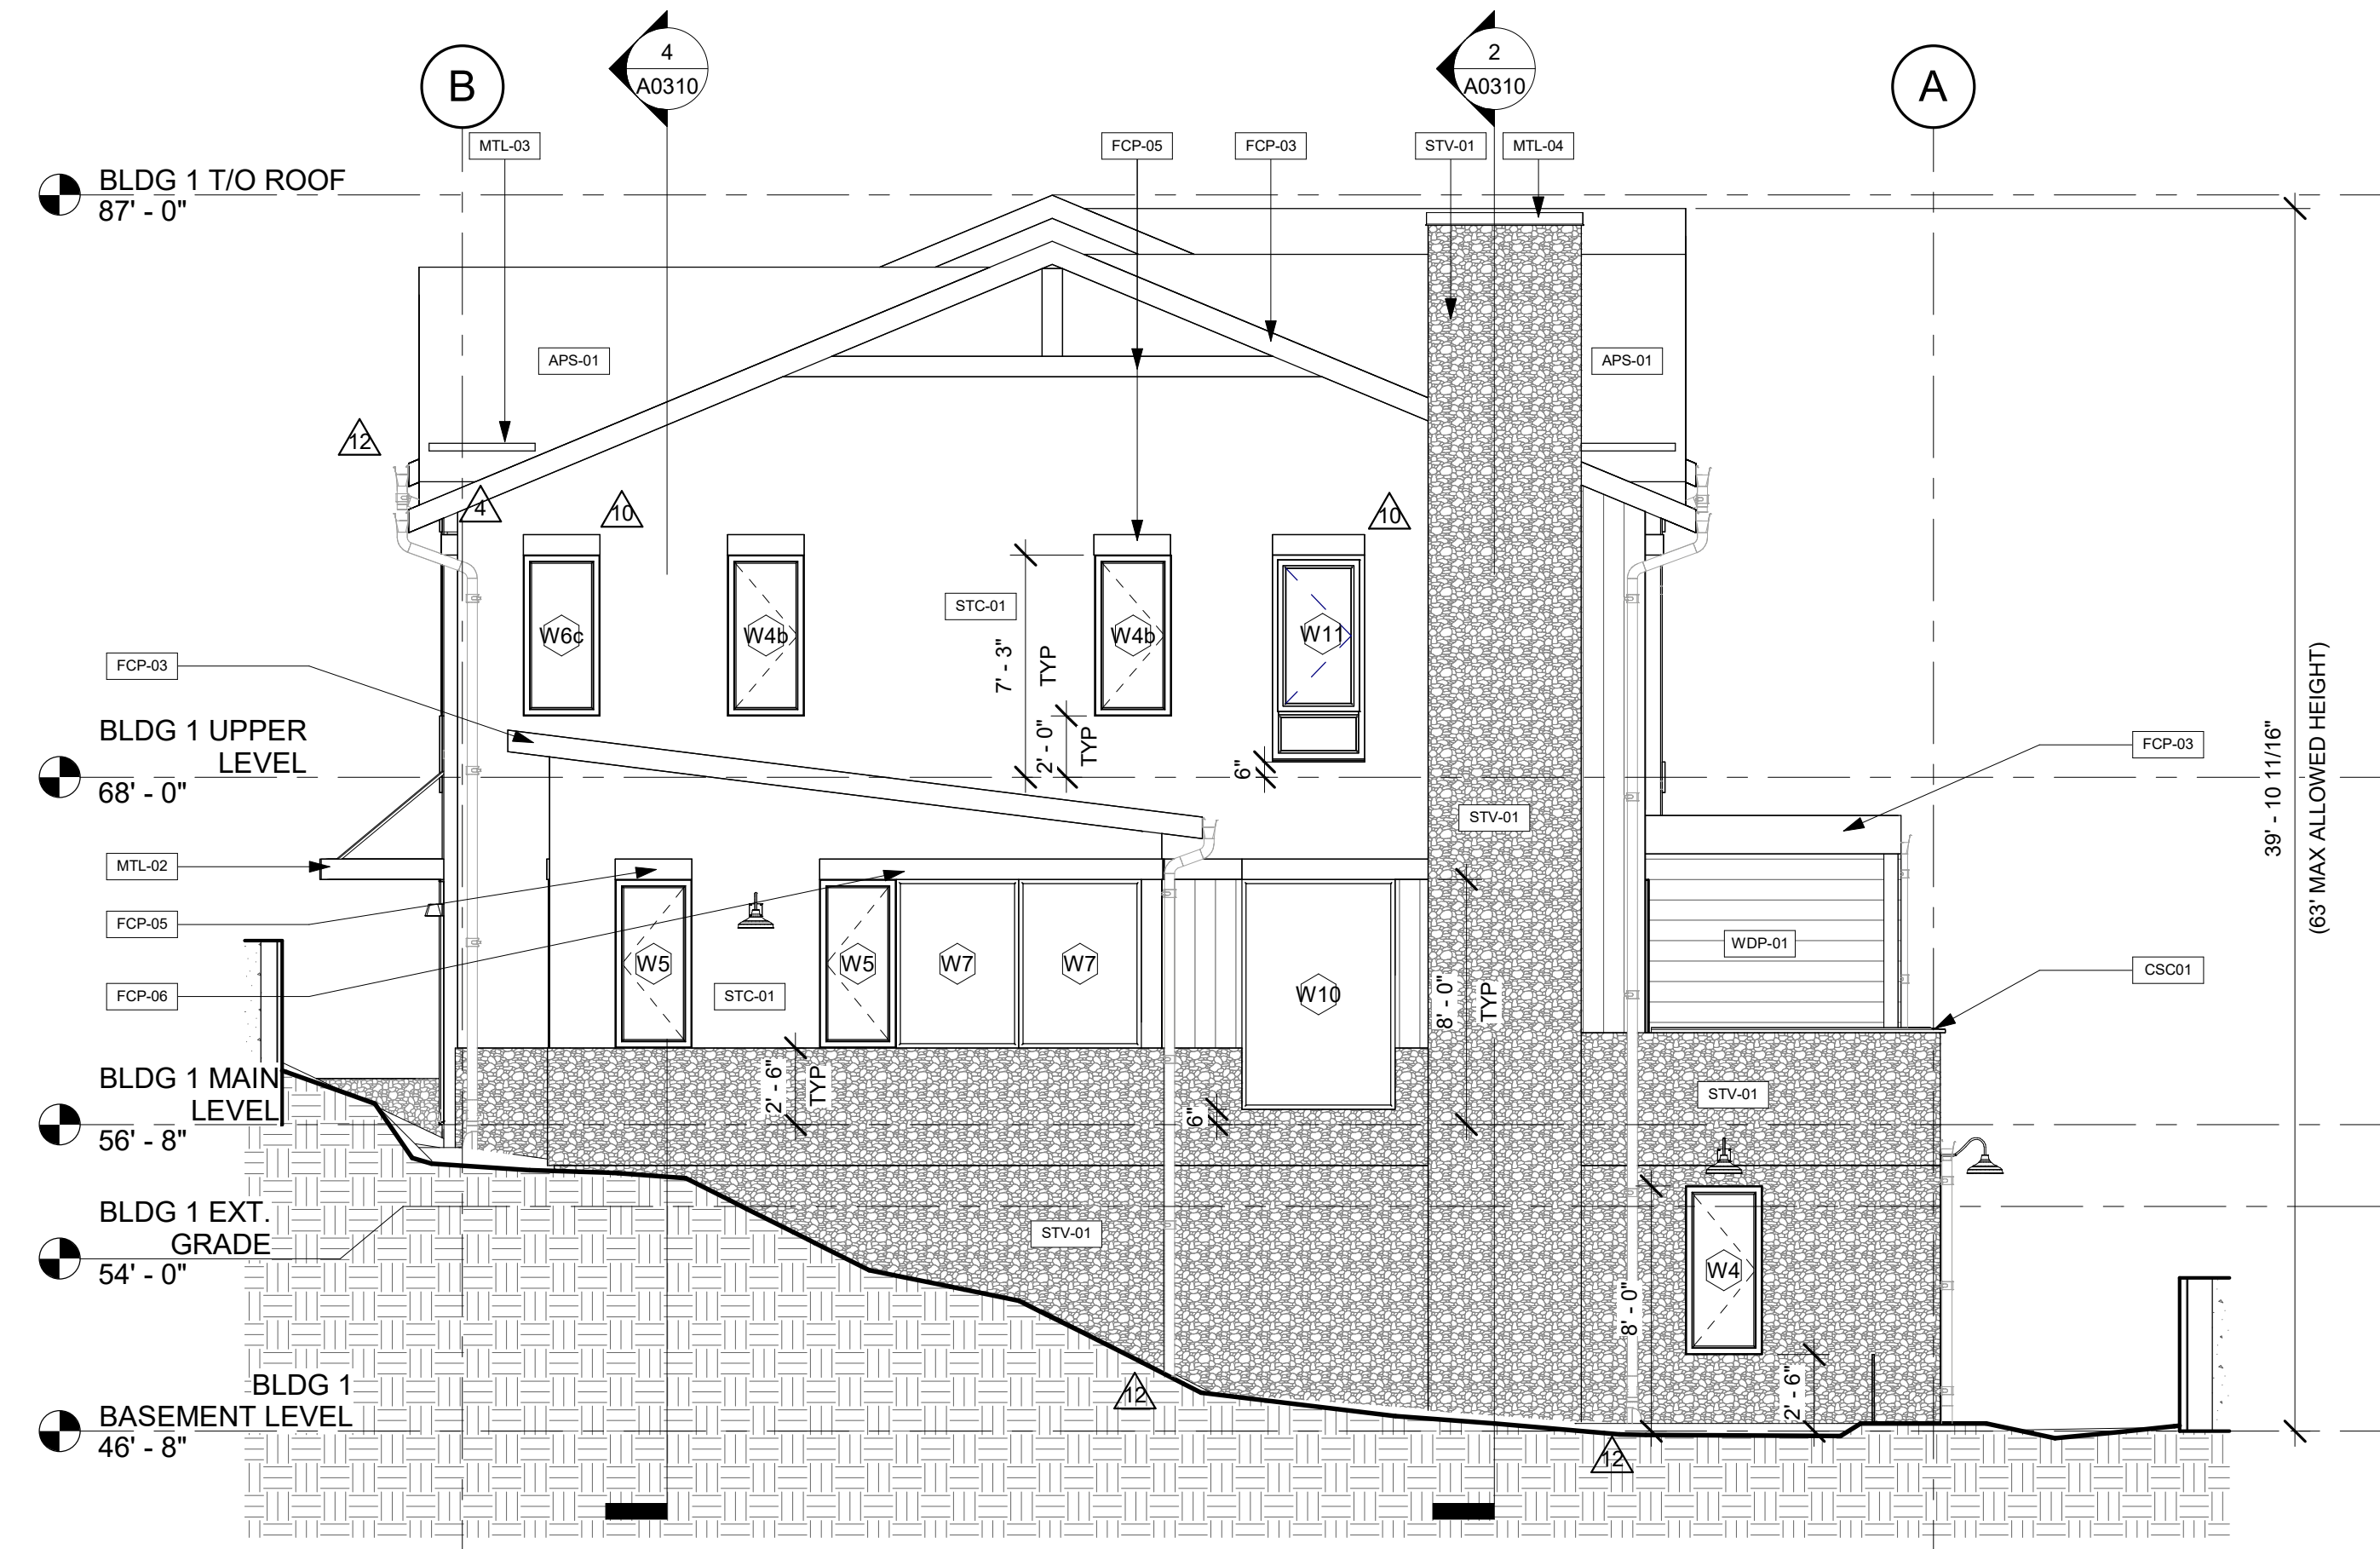 4
A0310
2
A0310
B
A
MTL-03
FCP-05
FCP-03
STV-01
MTL-04
BLDG 1 T/O ROOF
87' - 0"
APS-01
APS-01
12
4
10
10
W6c
W4b
W4b
W11
STC-01
7' - 3"
TYP
2' - 0"
TYP
6"
FCP-03
BLDG 1 UPPER
LEVEL
68' - 0"
FCP-03
39' - 10 11/16"
(63' MAX ALLOWED HEIGHT)
STV-01
MTL-02
FCP-05
FCP-06
W5
STC-01
W5
W7
W7
W10
8' - 0"
TYP
WDP-01
CSC01
BLDG 1 MAIN
LEVEL
56' - 8"
2' - 6"
TYP
6"
STV-01
BLDG 1 EXT.
GRADE
54' - 0"
STV-01
W4
8' - 0"
2' - 6"
BLDG 1
BASEMENT LEVEL
46' - 8"
12
12